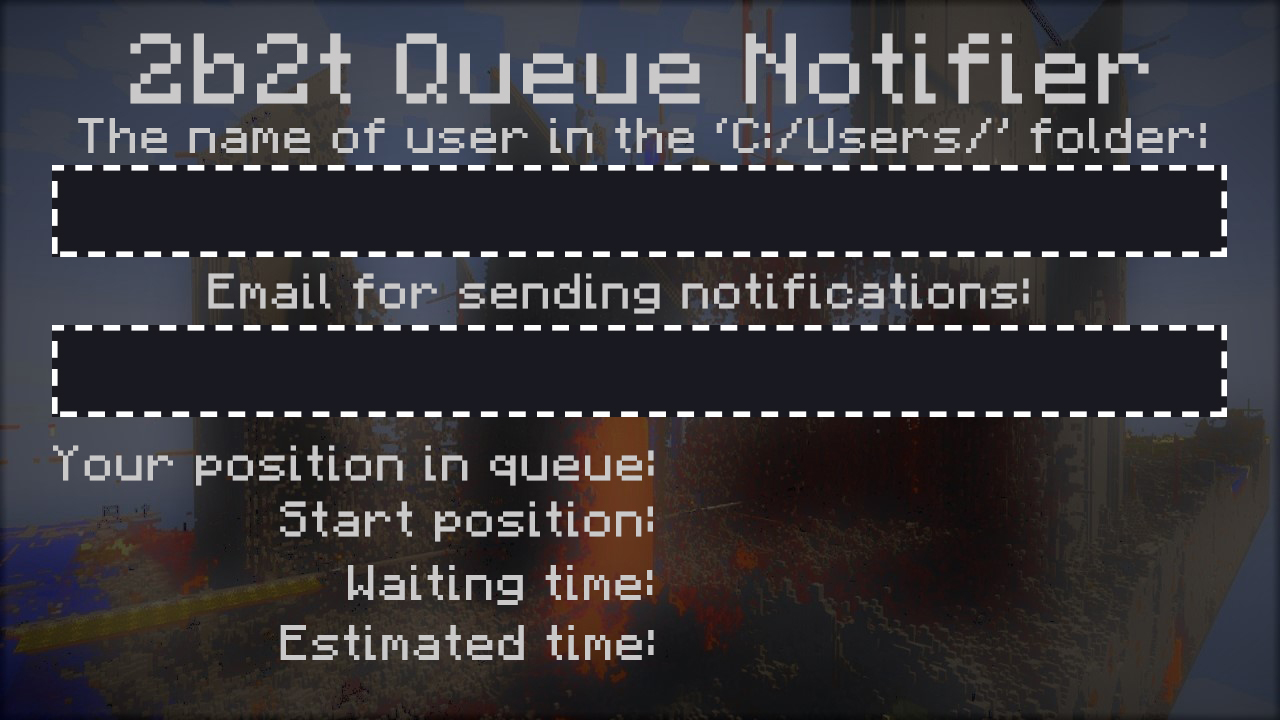 2b2t Queue Notifier
The name of user in the 'C:/Users/' folder:
Email for sending notifications:
Your position in queue:
Start position:
Waiting time:
Estimated time: